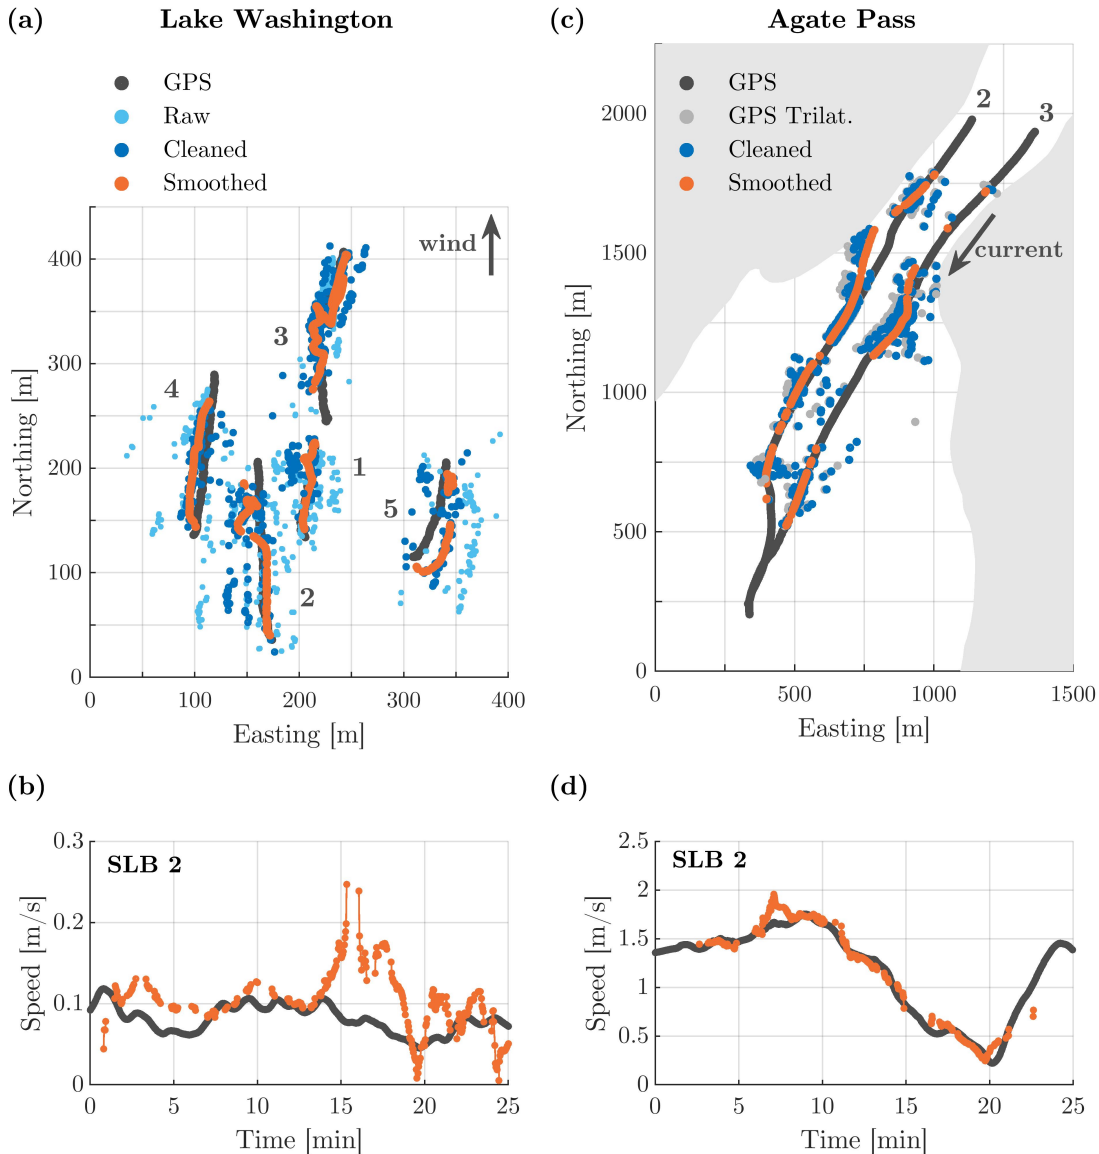 (a)
Lake Washington
GPS
Raw
Cleaned
Smoothed
wind
400
300
200
100
0
3
4
1
5
2
0
100
200
300
400
Northing [m]
Easting [m]
(c)
Agate Pass
GPS
GPS Trilat.
Cleaned
Smoothed
2
3
current
2000
1500
1000
500
0
0
500
1000
1500
Northing [m]
Easting [m]
(b)
SLB 2
0.3
0.2
0.1
0
0
5
10
15
20
25
Speed [m/s]
Time [min]
(d)
SLB 2
2.5
2
1.5
1
0.5
0
0
5
10
15
20
25
Speed [m/s]
Time [min]